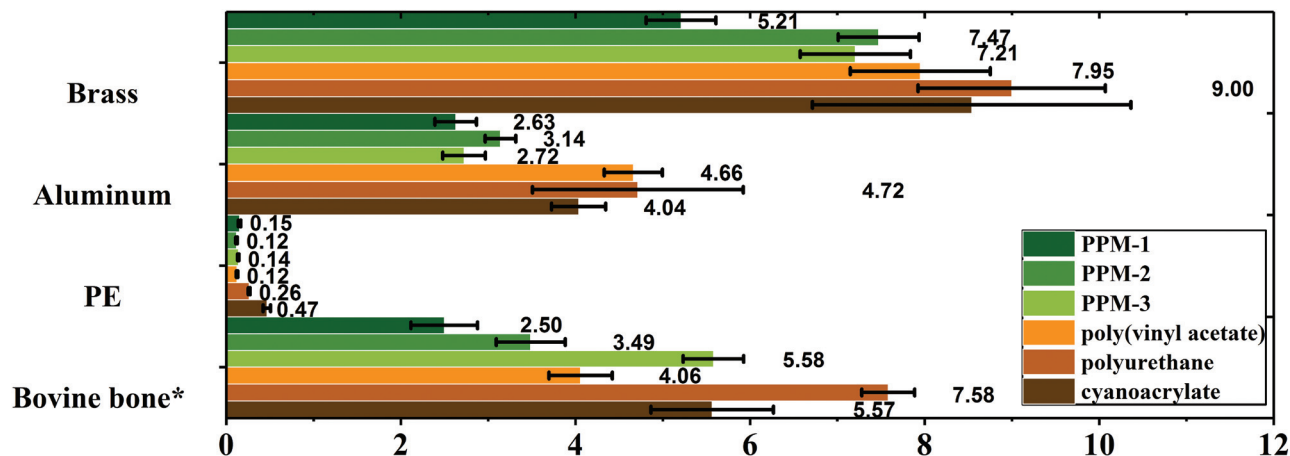 5.21
7.47
7.21
7.95
Brass
9.00
2.63
3.14
2.72
4.66
Aluminum
4.72
4.04
0.15
0.12
0.14
0.12
PE
0.26
0.47
2.50
3.49
5.58
4.06
Bovine bone*
7.58
5.57
PPM-1
PPM-2
PPM-3
poly(vinyl acetate)
polyurethane
cyanoacrylate
0 2 4 6 8 10 12